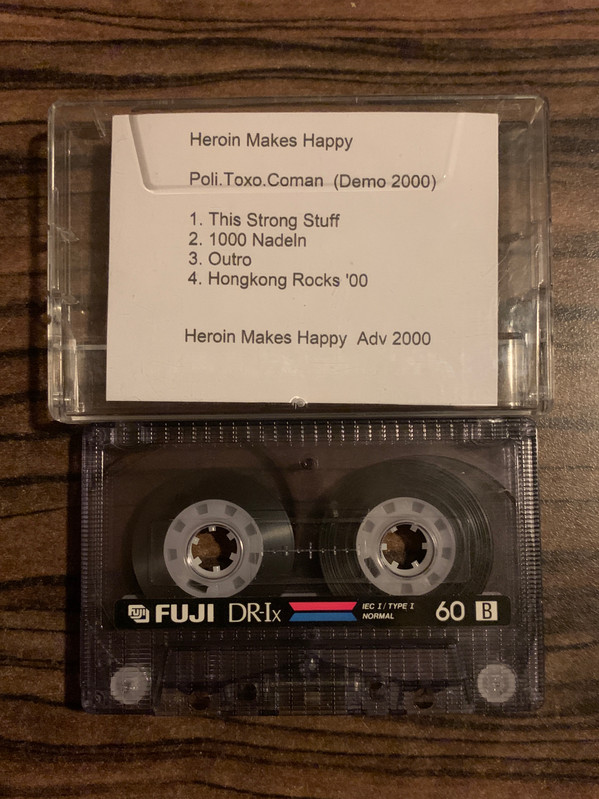 Heroin Makes Happy
Poli.Toxo.Coman (Demo 2000)
1. This Strong Stuff
2. 1000 Nadeln
3. Outro
4. Hongkong Rocks '00
Heroin Makes Happy Adv 2000
FUJI FUJI DR-Ix IEC I / TYPE I 60 B
NORMAL